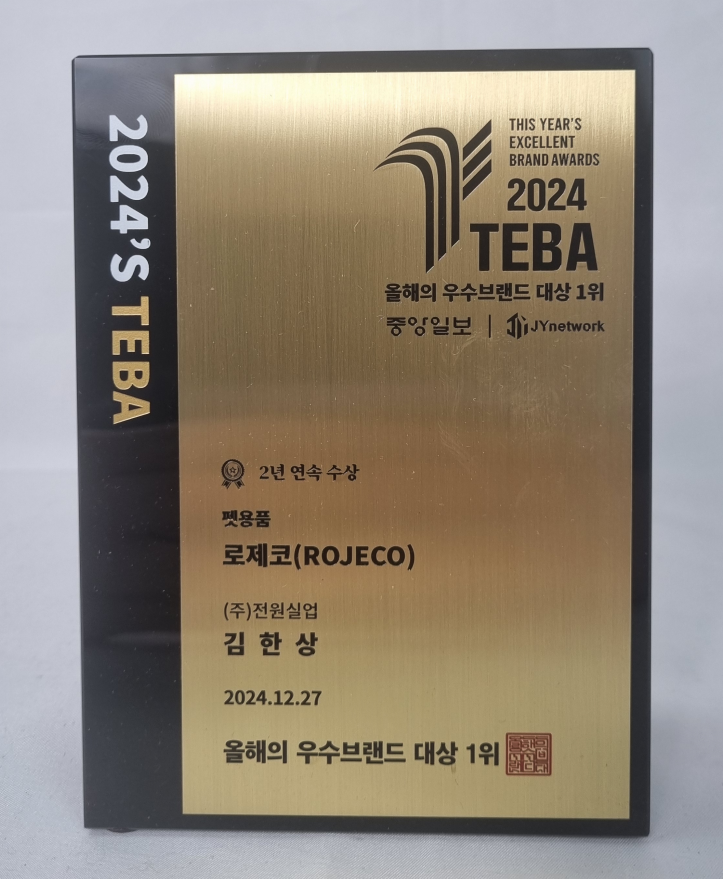 2024'S TEBA
THIS YEAR'S
EXCELLENT
BRAND AWARDS
2024
TEBA
올해의 우수브랜드 대상 1위
중앙일보 | JYnetwork
2년 연속 수상
펫용품
로제코(ROJECO)
(주)전원실업
김 한 상
2024.12.27
올해의 우수브랜드 대상 1위